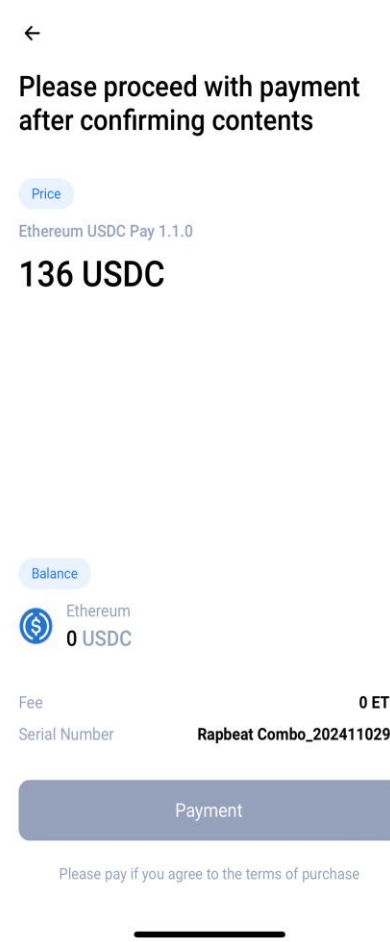 Please proceed with payment
after confirming contents
Price
Ethereum USDC Pay 1.1.0
136 USDC
Balance
Ethereum
0 USDC
Fee 0 ET
Serial Number Rapbeat Combo_202411029
Payment
Please pay if you agree to the terms of purchase